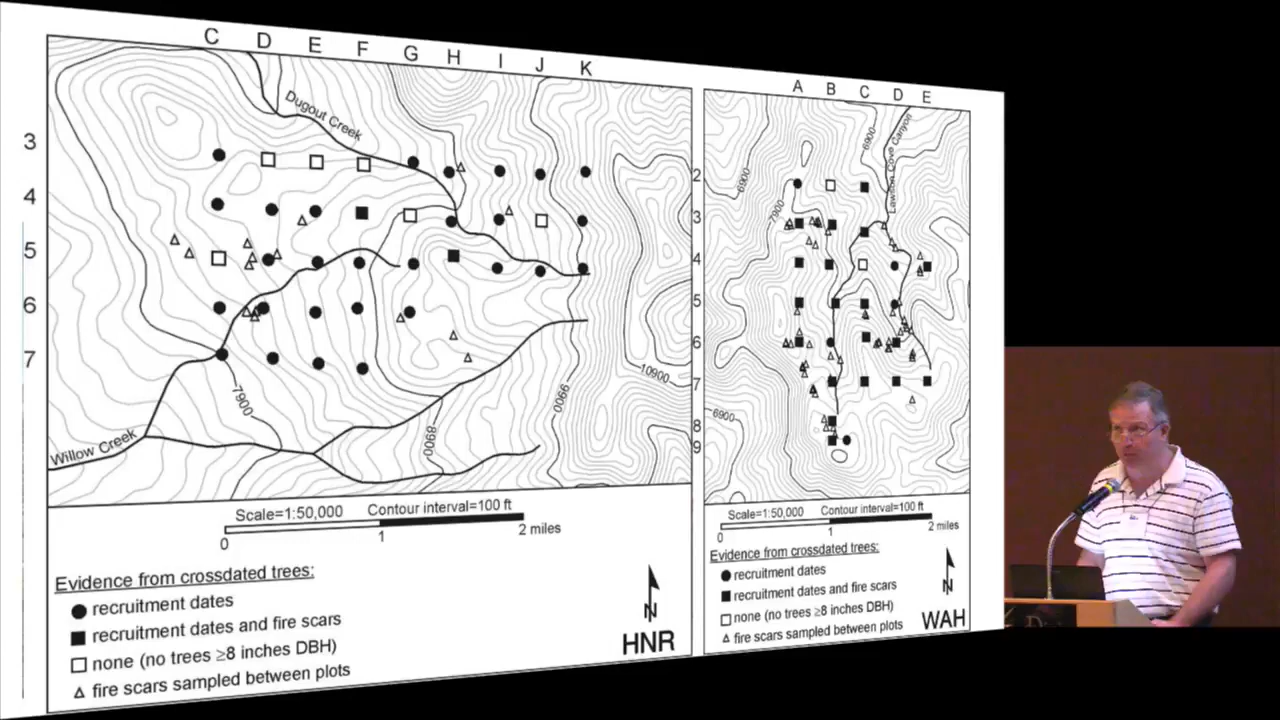 C D E F G H I J K
3
4
5
6
7
Dugout Creek
Willow Creek
7900
8900
9900
10900
Scale=1:50,000 Contour interval=100 ft
0 1 2 miles
Evidence from crossdated trees:
recruitment dates
recruitment dates and fire scars
none (no trees ≥8 inches DBH)
fire scars sampled between plots
N
HNR
A B C D E
2
3
4
5
6
7
8
9
6900
7900
6900
Lawson Cove Canyon
6900
Scale=1:50,000 Contour interval=100 ft
0 1 2 miles
Evidence from crossdated trees:
recruitment dates
recruitment dates and fire scars
none (no trees ≥8 inches DBH)
fire scars sampled between plots
N
WAH